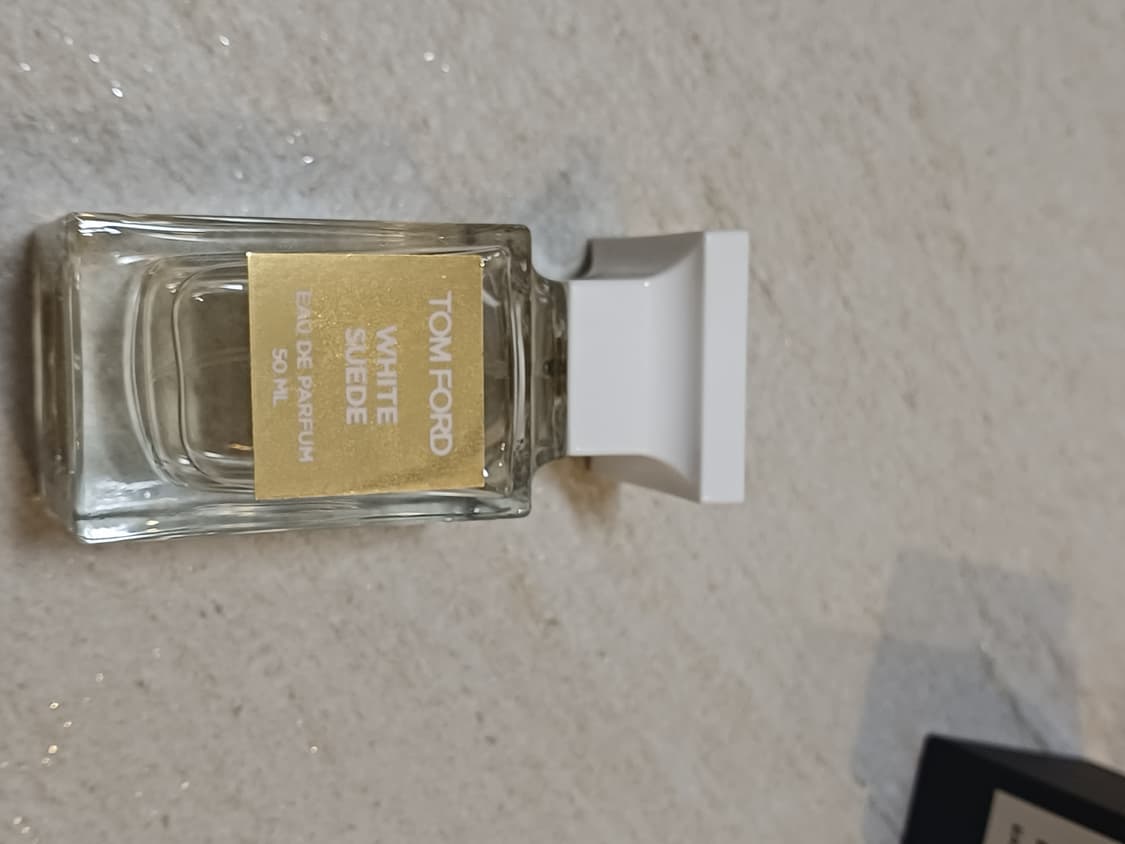 TOM FORD
WHITE
SUEDE
EAU DE PARFUM
50 ML